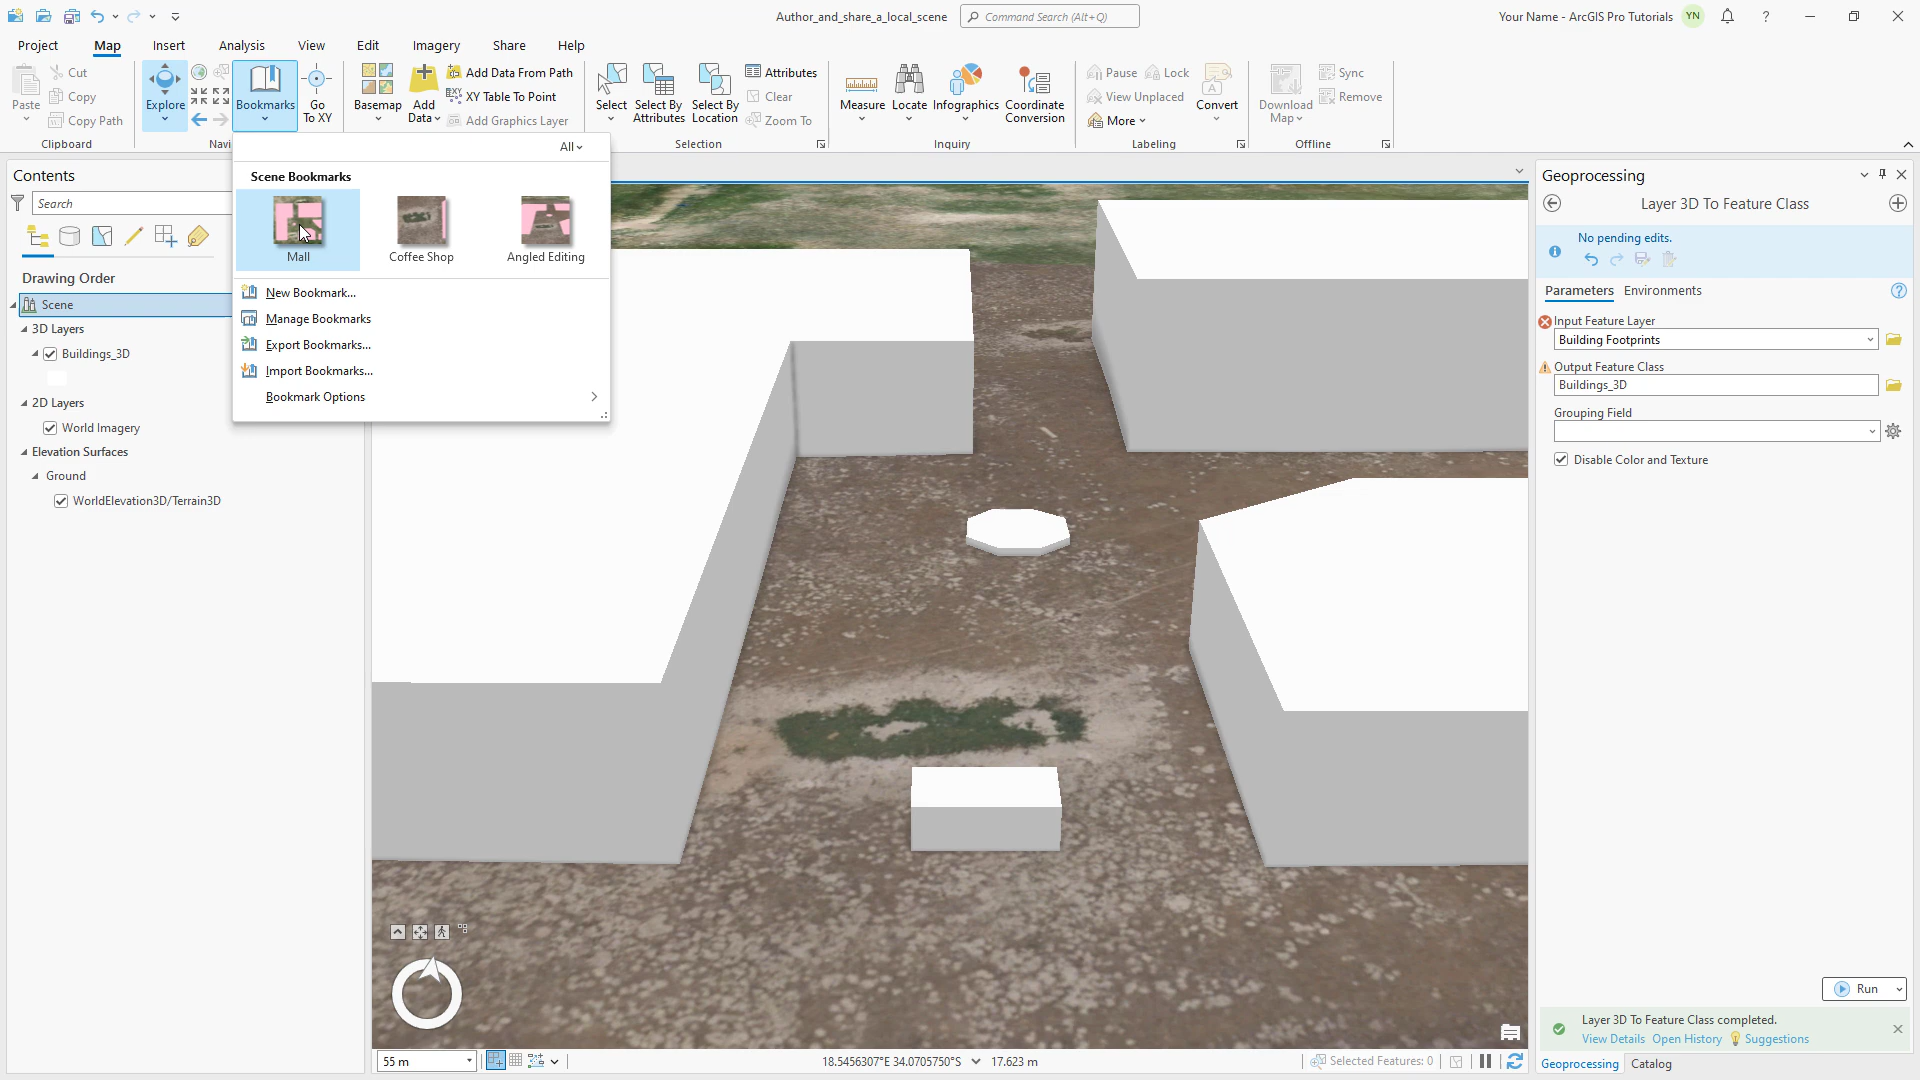 Author_and_share_a_local_scene
Command Search (Alt+Q)
Your Name - ArcGIS Pro Tutorials
YN
?
Project
Map
Insert
Analysis
View
Edit
Imagery
Share
Help
Paste
Cut
Copy
Copy Path
Clipboard
Explore
Bookmarks
Go
To XY
Navi
Basemap
Add
Data
Add Data From Path
XY Table To Point
Add Graphics Layer
Select
Select By
Attributes
Select By
Location
Attributes
Clear
Zoom To
Selection
Measure
Locate
Infographics
Coordinate
Conversion
Inquiry
Pause
Lock
View Unplaced
More
Convert
Labeling
Download
Map
Sync
Remove
Offline
All
Scene Bookmarks
Mall
Coffee Shop
Angled Editing
New Bookmark...
Manage Bookmarks
Export Bookmarks...
Import Bookmarks...
Bookmark Options
Contents
Search
Drawing Order
Scene
3D Layers
Buildings_3D
2D Layers
World Imagery
Elevation Surfaces
Ground
WorldElevation3D/Terrain3D
55 m
18.5456307°E 34.0705750°S
17.623 m
Selected Features: 0
Geoprocessing
Layer 3D To Feature Class
No pending edits.
Parameters
Environments
?
Input Feature Layer
Building Footprints
Output Feature Class
Buildings_3D
Grouping Field
Disable Color and Texture
Run
Layer 3D To Feature Class completed.
View Details
Open History
Suggestions
Geoprocessing
Catalog